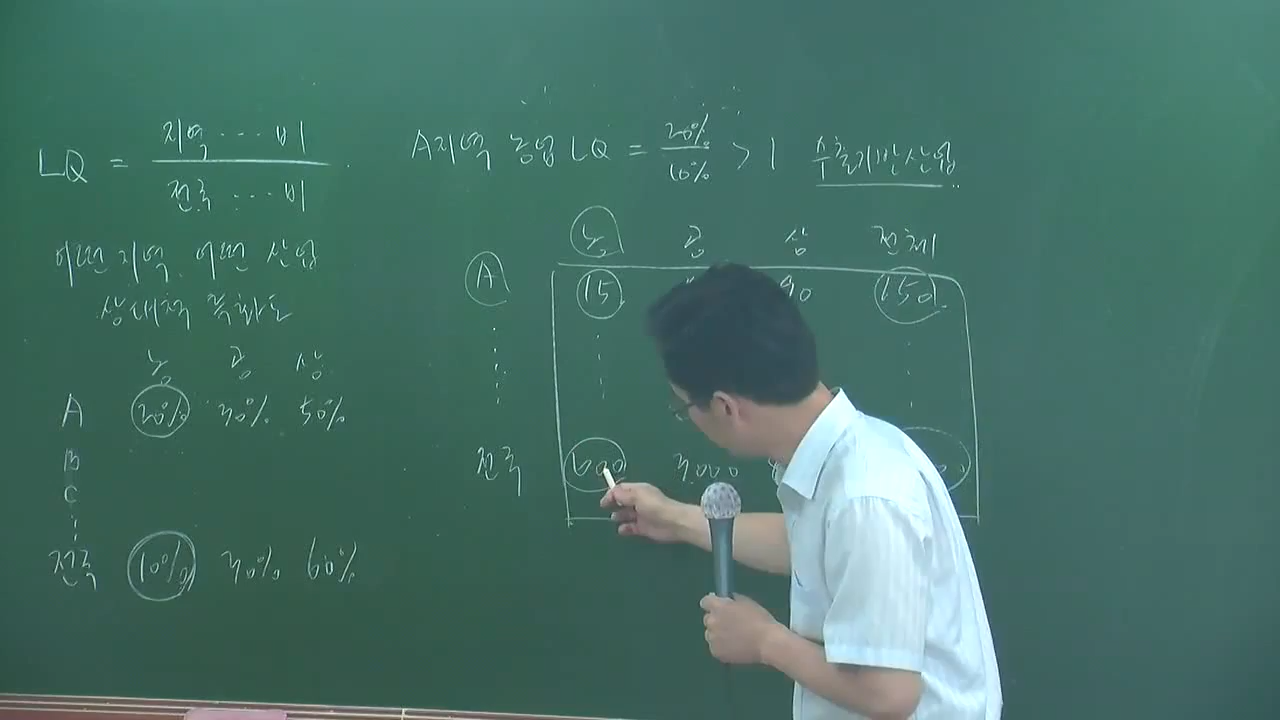 LQ = 지역 ... 비 / 전국 ... 비
어떤 지역, 어떤 산업
상대적 특화도
농 공 상
A 20% 30% 50%
B
C
전국 10% 30% 60%
A지역 농업 LQ = 20% / 10% > 1 수출기반산업
농 공 상 전체
A 15 90 150
전국 600 3000